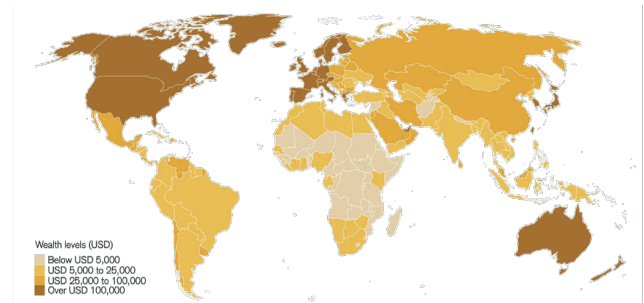 Wealth levels (USD)
Below USD 5,000
USD 5,000 to 25,000
USD 25,000 to 100,000
Over USD 100,000